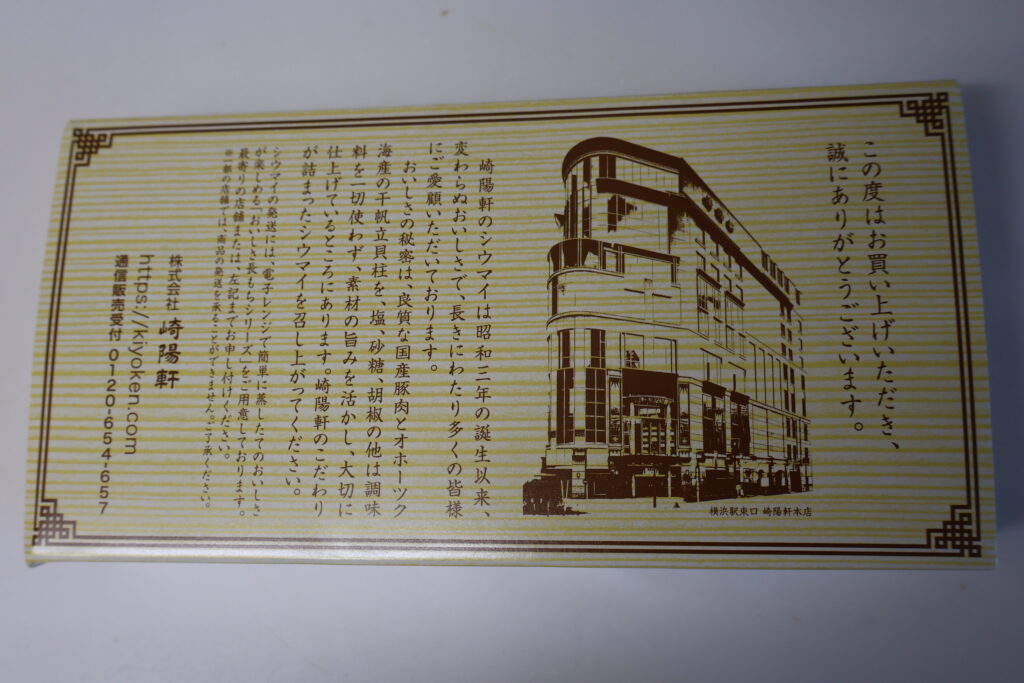 この度はお買い上げいただき、
誠にありがとうございます。
横浜駅東口 崎陽軒本店
崎陽軒のシウマイは昭和三年の誕生以来、
変わらぬおいしさで、長きにわたり多くの皆様
にご愛顧いただいております。
おいしさの秘密は、良質な国産豚肉とオホーツク
海産の干帆立貝柱を、塩、砂糖、胡椒の他は調味
料を一切使わず、素材の旨みを活かし、大切に
仕上げているところにあります。崎陽軒のこだわり
が詰まったシウマイを召し上がってください。
シウマイの発送には、電子レンジで簡単に蒸したてのおいしさ
が楽しめる「おいしさ長もちシリーズ」をご用意しております。
最寄りの店舗または、左記までお申し付けください。
※一部の店舗では、商品の発送を承ることができません。ご了承ください。
株式会社 崎陽軒
https://kiyoken.com
通信販売受付 0120-654-657